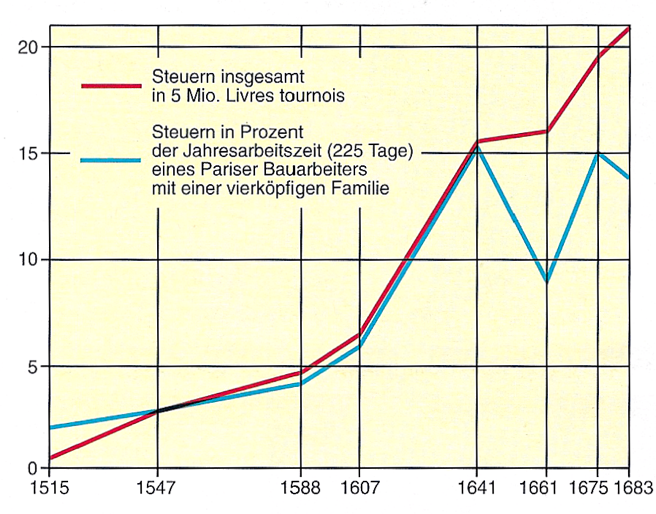 20
Steuern insgesamt
in 5 Mio. Livres tournois
Steuern in Prozent
der Jahresarbeitszeit (225 Tage)
eines Pariser Bauarbeiters
mit einer vierköpfigen Familie
15
10
5
0
1515 1547 1588 1607 1641 1661 1675 1683